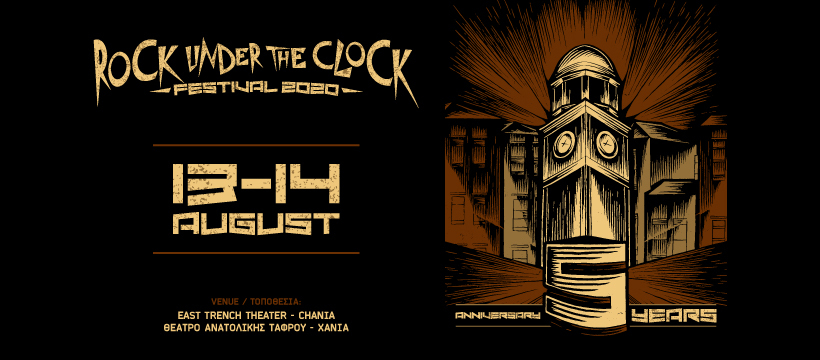 ROCK UNDER THE CLOCK
FESTIVAL 2020
13-14
AUGUST
VENUE / ΤΟΠΟΘΕΣΙΑ:
EAST TRENCH THEATER - CHANIA
ΘΕΑΤΡΟ ΑΝΑΤΟΛΙΚΗΣ ΤΑΦΡΟΥ - ΧΑΝΙΑ
ANNIVERSARY 5 YEARS